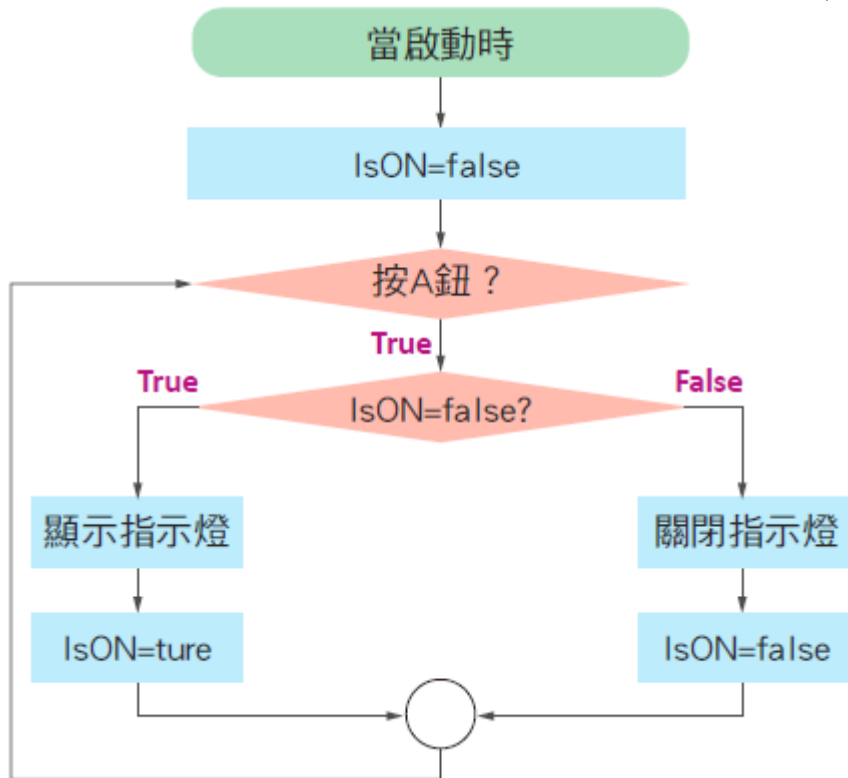 當啟動時
IsON=false
按A鈕？
True
True
False
IsON=false?
顯示指示燈
關閉指示燈
IsON=ture
IsON=false